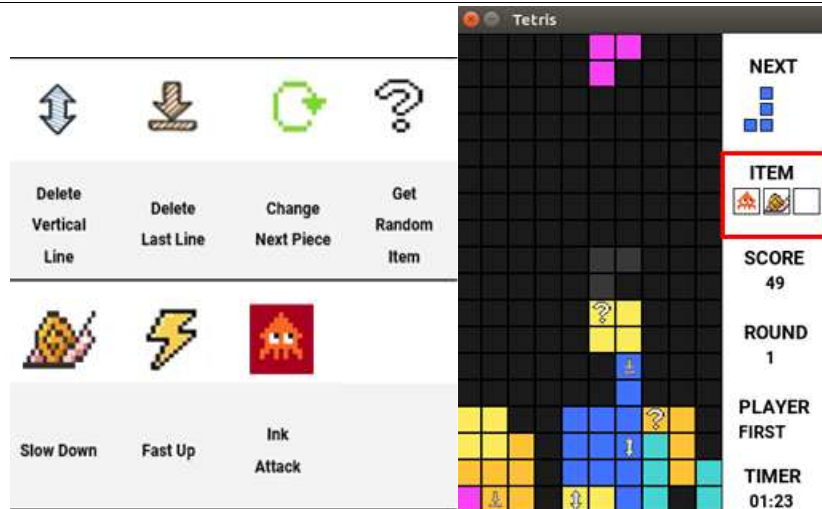 Delete
Vertical
Line
Delete
Last Line
Change
Next Piece
Get
Random
Item
Slow Down
Fast Up
Ink
Attack
Tetris
NEXT
ITEM
SCORE
49
ROUND
1
PLAYER
FIRST
TIMER
01:23